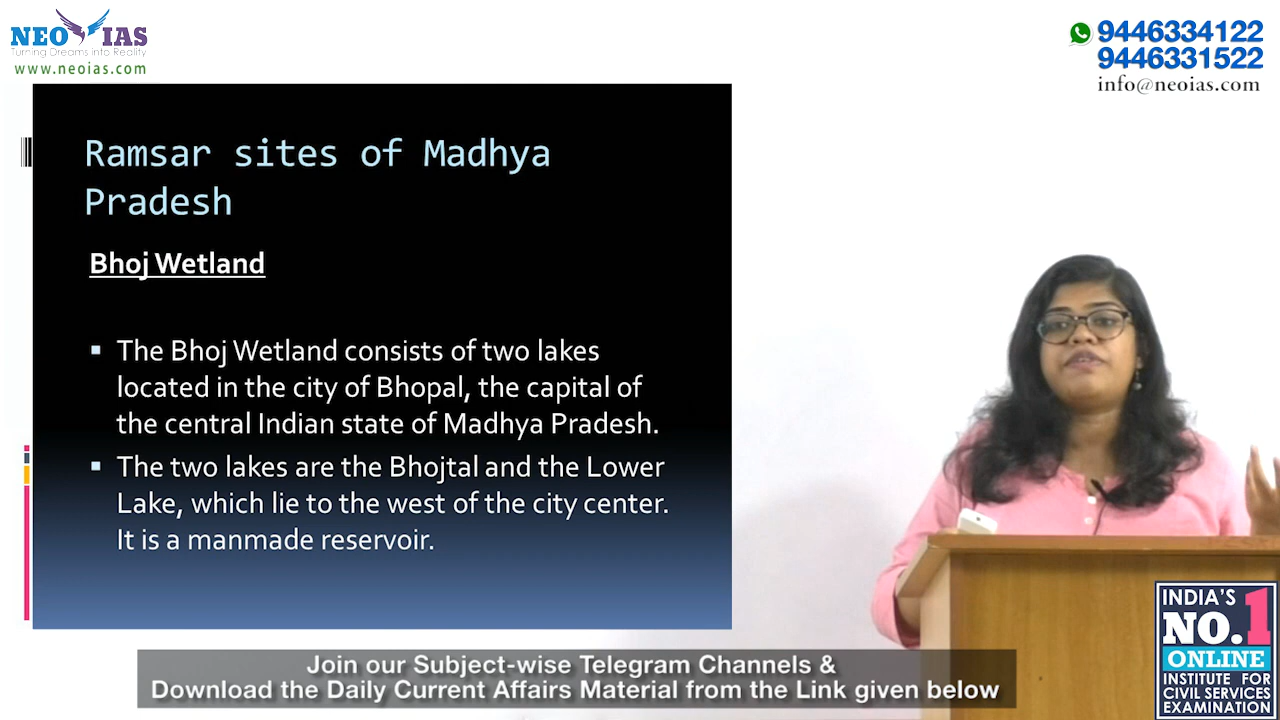 NEO IAS
Turning Dreams into Reality
www.neoias.com
9446334122
9446331522
info@neoias.com
Ramsar sites of Madhya
Pradesh
Bhoj Wetland
The Bhoj Wetland consists of two lakes
located in the city of Bhopal, the capital of
the central Indian state of Madhya Pradesh.
The two lakes are the Bhojtal and the Lower
Lake, which lie to the west of the city center.
It is a manmade reservoir.
INDIA'S
NO.1
ONLINE
INSTITUTE FOR
CIVIL SERVICES
EXAMINATION
Join our Subject-wise Telegram Channels &
Download the Daily Current Affairs Material from the Link given below